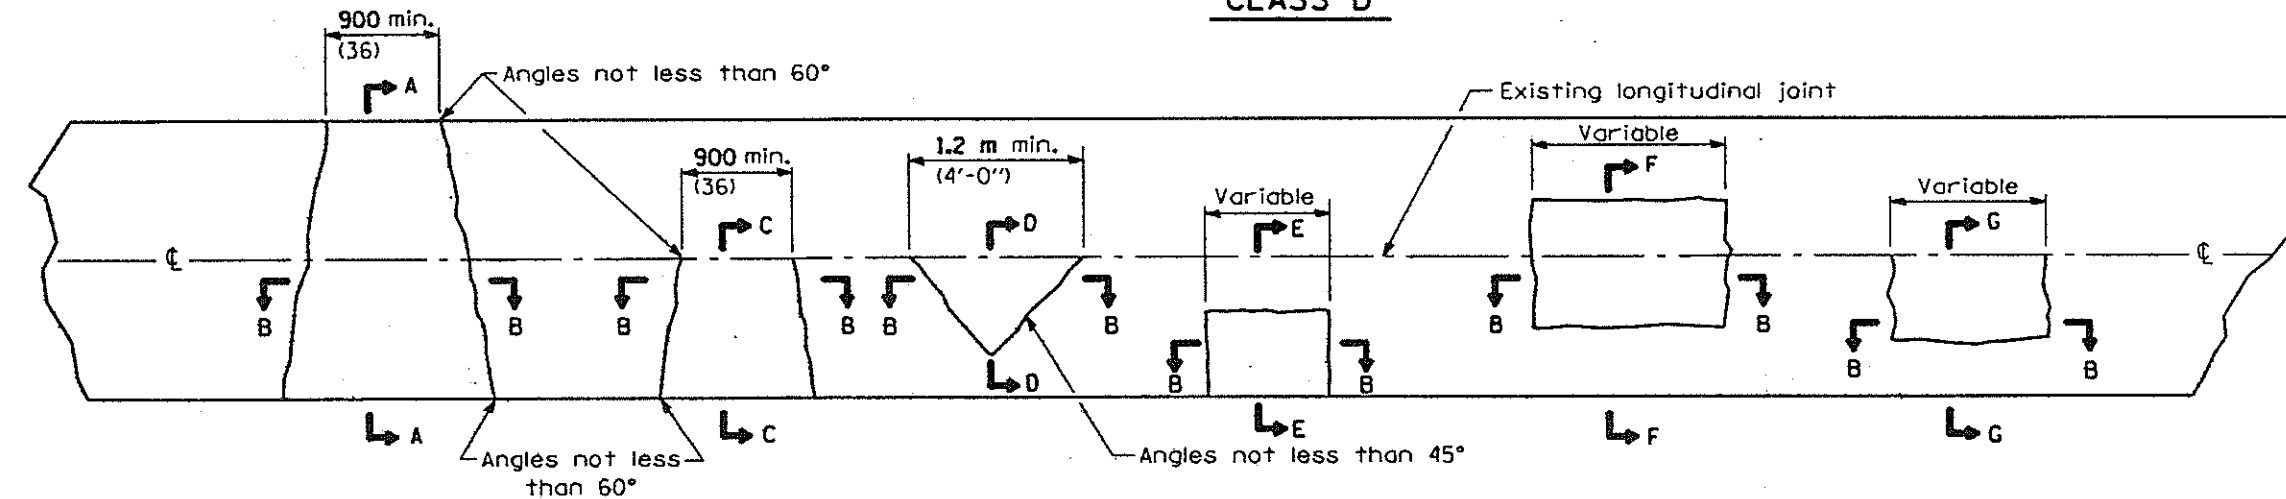 CLASS D
900 min.
(36)
A
Angles not less than 60°
Existing longitudinal joint
900 min.
(36)
1.2 m min.
(4'-0")
Variable
F
Variable
Variable
C
D
E
G
℄
℄
B
B
B
B
B
B
B
B
B
B
B
B
D
A
C
E
F
G
Angles not less
than 60°
Angles not less than 45°